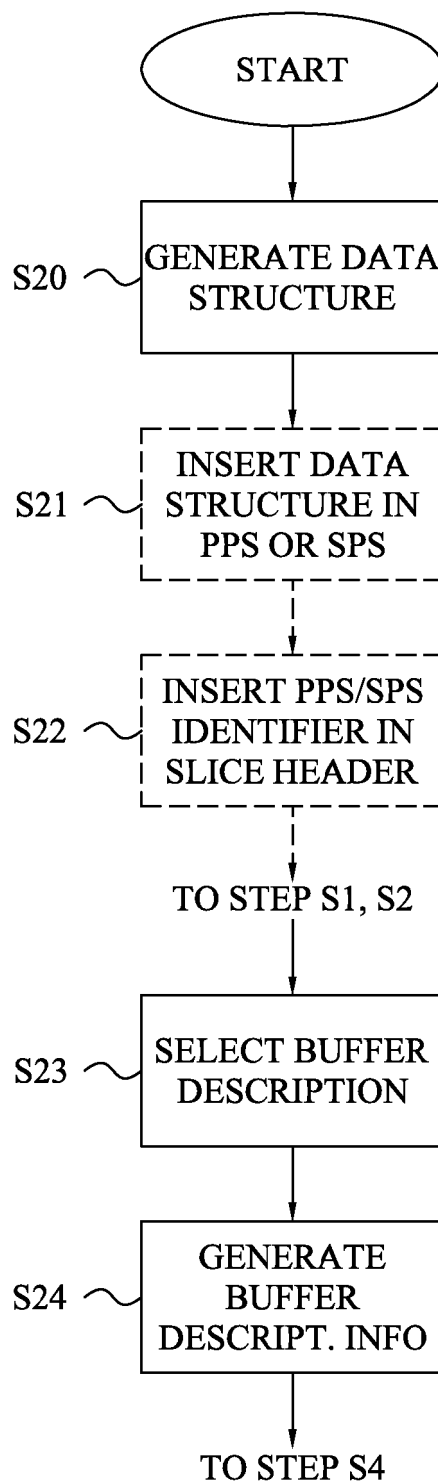 START
S20
GENERATE DATA
STRUCTURE
S21
INSERT DATA
STRUCTURE IN
PPS OR SPS
S22
INSERT PPS/SPS
IDENTIFIER IN
SLICE HEADER
TO STEP S1, S2
S23
SELECT BUFFER
DESCRIPTION
S24
GENERATE
BUFFER
DESCRIPT. INFO
TO STEP S4